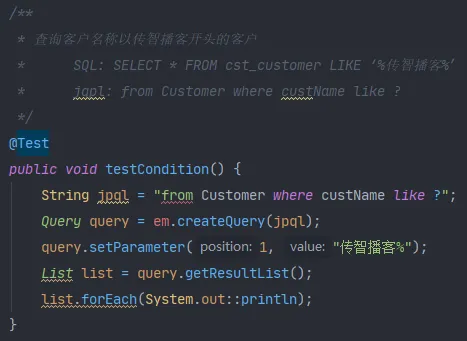 /**
 * 查询客户名称以传智播客开头的客户
 *      SQL: SELECT * FROM cst_customer LIKE ‘%传智播客%’
 *      jqpl: from Customer where custName like ?
 */
@Test
public void testCondition() {
    String jpql = "from Customer where custName like ?";
    Query query = em.createQuery(jpql);
    query.setParameter( position: 1, value: "传智播客%");
    List list = query.getResultList();
    list.forEach(System.out::println);
}